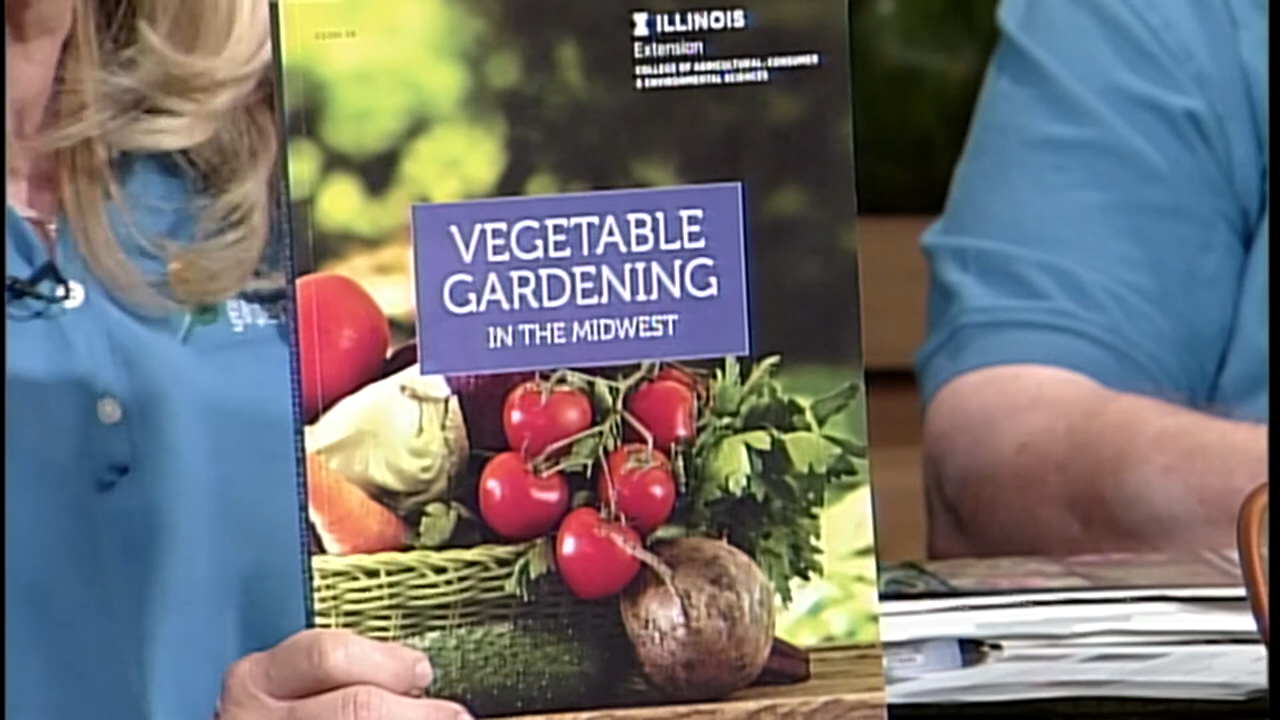 ILLINOIS
Extension
COLLEGE OF AGRICULTURAL, CONSUMER
& ENVIRONMENTAL SCIENCES
VEGETABLE
GARDENING
IN THE MIDWEST